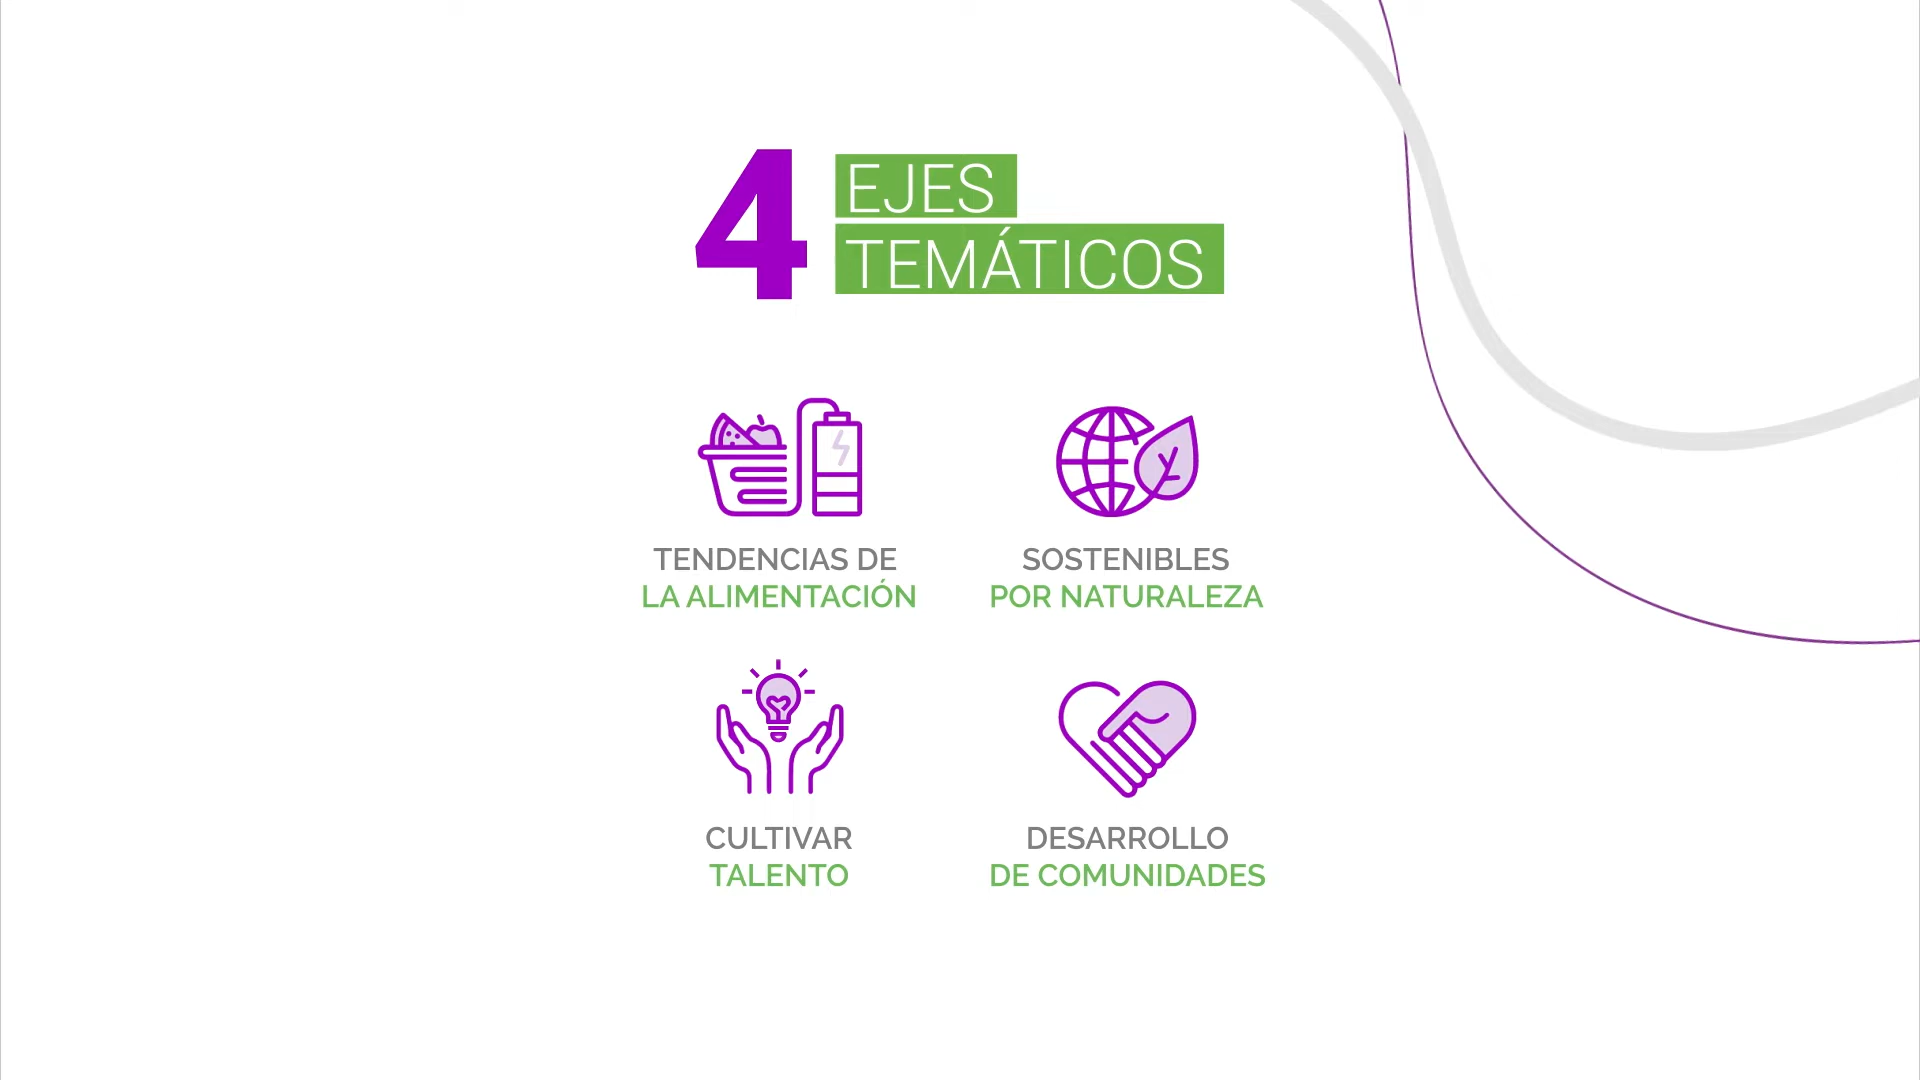 4 EJES
TEMÁTICOS
TENDENCIAS DE
LA ALIMENTACIÓN
SOSTENIBLES
POR NATURALEZA
CULTIVAR
TALENTO
DESARROLLO
DE COMUNIDADES